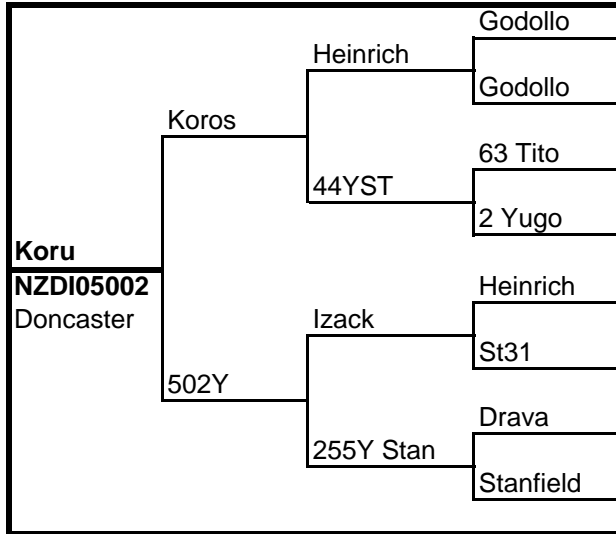 Godollo
Heinrich
Godollo
Koros
63 Tito
44YST
2 Yugo
Koru
NZDI05002
Doncaster
Heinrich
Izack
St31
502Y
Drava
255Y Stan
Stanfield